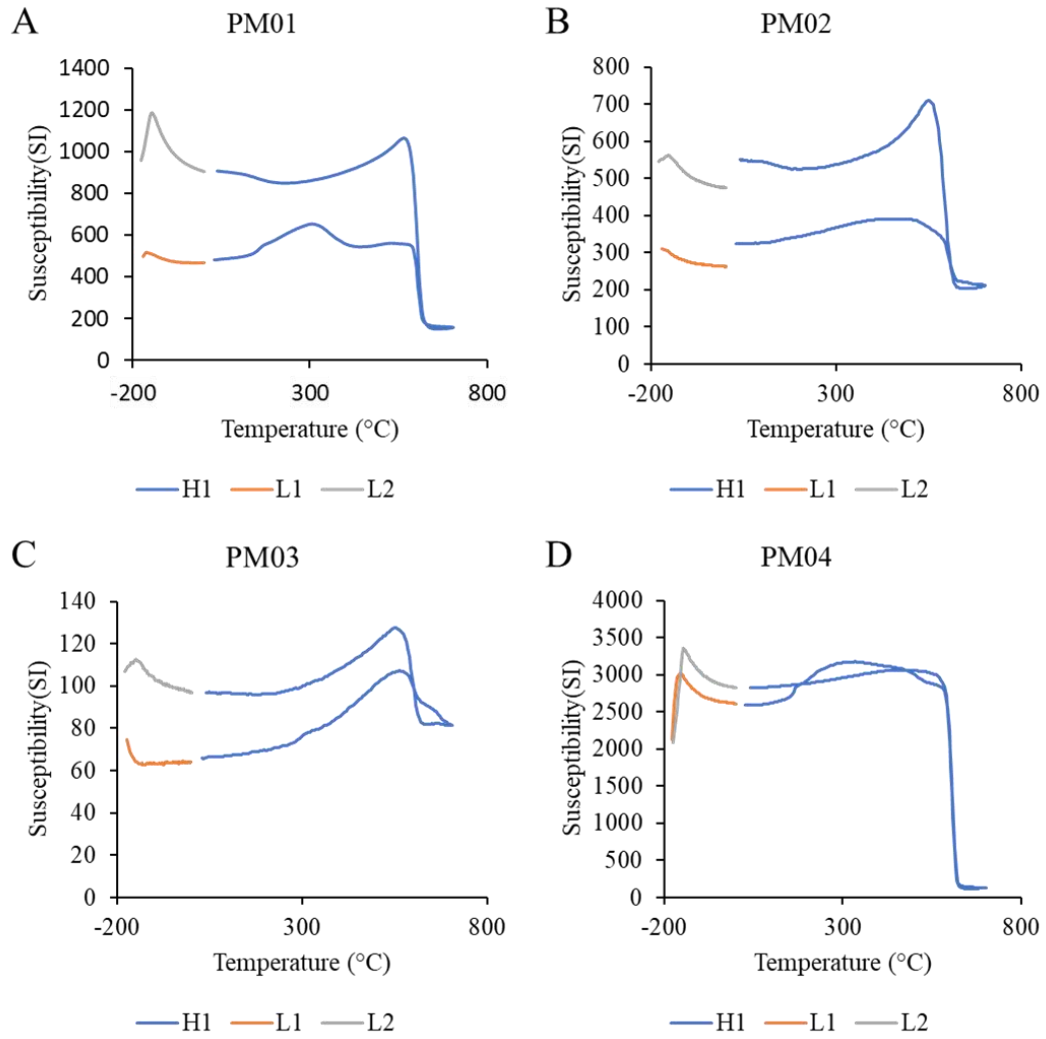 A
PM01
Susceptibility(SI)
1400
1200
1000
800
600
400
200
0
-200
300
800
Temperature (°C)
H1
L1
L2
B
PM02
Susceptibility(SI)
800
700
600
500
400
300
200
100
0
-200
300
800
Temperature (°C)
H1
L1
L2
C
PM03
Susceptibility(SI)
140
120
100
80
60
40
20
0
-200
300
800
Temperature (°C)
H1
L1
L2
D
PM04
Susceptibility(SI)
4000
3500
3000
2500
2000
1500
1000
500
0
-200
300
800
Temperature (°C)
H1
L1
L2